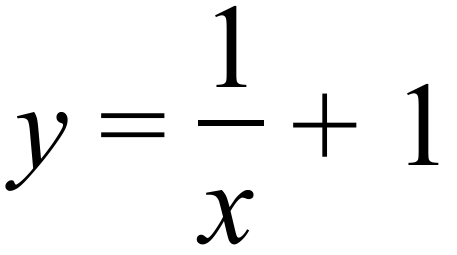 y = 1/x + 1